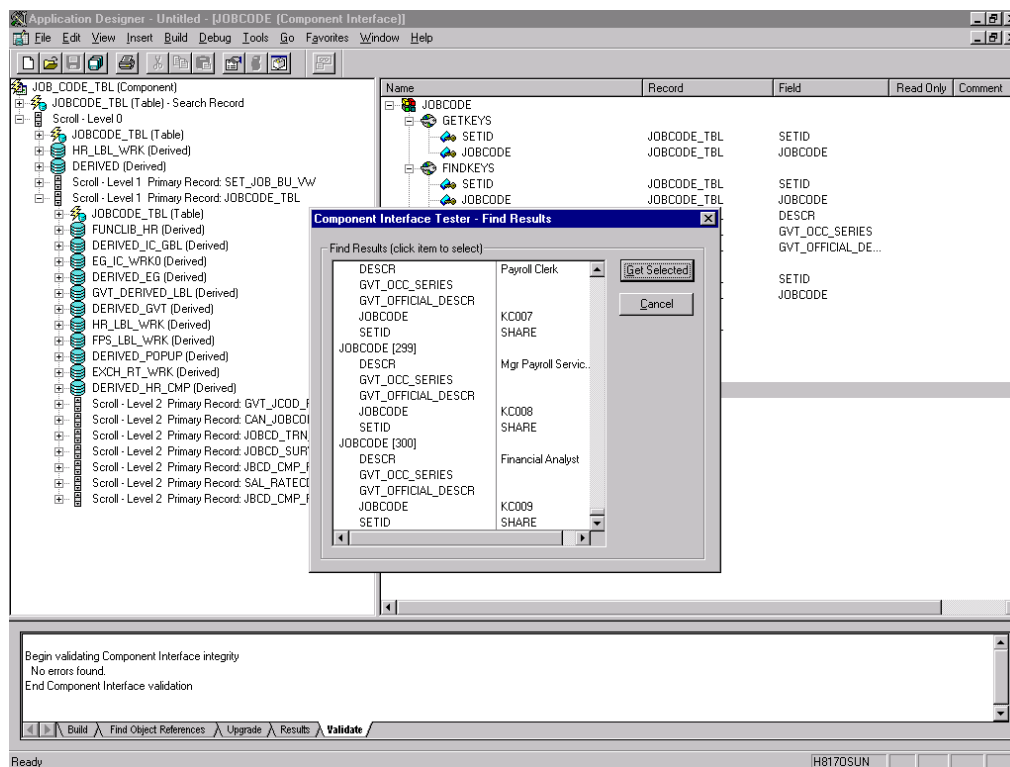 Application Designer - Untitled - [JOBCODE (Component Interface)]
File Edit View Insert Build Debug Tools Go Favorites Window Help
JOB_CODE_TBL (Component)
JOBCODE_TBL (Table) - Search Record
Scroll - Level 0
JOBCODE_TBL (Table)
HR_LBL_WRK (Derived)
DERIVED (Derived)
Scroll - Level 1 Primary Record: SET_JOB_BU_VW
Scroll - Level 1 Primary Record: JOBCODE_TBL
JOBCODE_TBL (Table)
FUNCLIB_HR (Derived)
DERIVED_IC_GBL (Derived)
EG_IC_WRK0 (Derived)
DERIVED_EG (Derived)
GVT_DERIVED_LBL (Derived)
DERIVED_GVT (Derived)
HR_LBL_WRK (Derived)
FPS_LBL_WRK (Derived)
DERIVED_POPUP (Derived)
EXCH_RT_WRK (Derived)
DERIVED_HR_CMP (Derived)
Scroll - Level 2 Primary Record: GVT_JCOD_
Scroll - Level 2 Primary Record: CAN_JOBCO
Scroll - Level 2 Primary Record: JOBCD_TRN_
Scroll - Level 2 Primary Record: JOBCD_SUR
Scroll - Level 2 Primary Record: JBCD_CMP_
Scroll - Level 2 Primary Record: SAL_RATEC
Scroll - Level 2 Primary Record: JBCD_CMP_
Name Record Field Read Only Comment
JOBCODE
GETKEYS
SETID JOBCODE_TBL SETID
JOBCODE JOBCODE_TBL JOBCODE
FINDKEYS
SETID JOBCODE_TBL SETID
JOBCODE JOBCODE_TBL JOBCODE
DESCR
GVT_OCC_SERIES
GVT_OFFICIAL_DE...
SETID
JOBCODE
Component Interface Tester - Find Results
Find Results (click item to select)
DESCR Payroll Clerk
GVT_OCC_SERIES
GVT_OFFICIAL_DESCR
JOBCODE KC007
SETID SHARE
JOBCODE [299]
DESCR Mgr Payroll Servic..
GVT_OCC_SERIES
GVT_OFFICIAL_DESCR
JOBCODE KC008
SETID SHARE
JOBCODE [300]
DESCR Financial Analyst
GVT_OCC_SERIES
GVT_OFFICIAL_DESCR
JOBCODE KC009
SETID SHARE
Get Selected
Cancel
Begin validating Component Interface integrity
No errors found.
End Component Interface validation
Build Find Object References Upgrade Results Validate
Ready H8170SUN